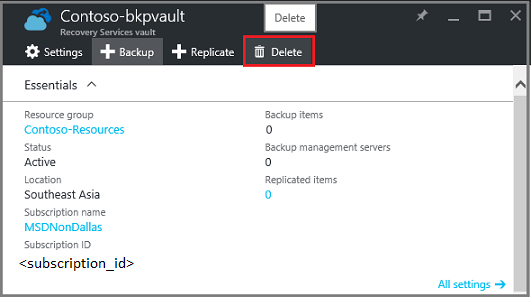 Contoso-bkpvault
Delete
Recovery Services vault
Settings
Backup
Replicate
Delete
Essentials
Resource group
Contoso-Resources
Status
Active
Location
Southeast Asia
Subscription name
MSDNonDallas
Subscription ID
<subscription_id>
Backup items
0
Backup management servers
0
Replicated items
0
All settings →